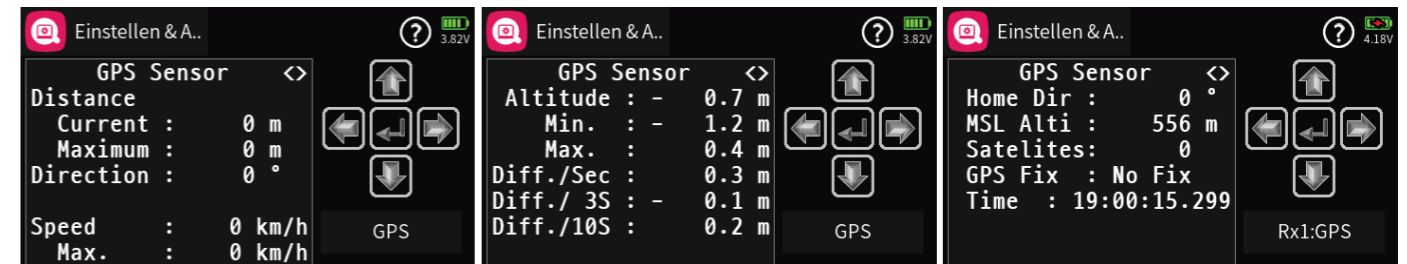 Einstellen & A..
? 3.82V
GPS Sensor <>
Distance
Current : 0 m
Maximum : 0 m
Direction : 0 °
Speed : 0 km/h
Max. : 0 km/h
GPS
Einstellen & A..
? 3.82V
GPS Sensor <>
Altitude : - 0.7 m
Min. : - 1.2 m
Max. : 0.4 m
Diff./Sec : 0.3 m
Diff./ 3S : - 0.1 m
Diff./10S : 0.2 m
GPS
Einstellen & A..
? 4.18V
GPS Sensor <>
Home Dir : 0 °
MSL Alti : 556 m
Satelites: 0
GPS Fix : No Fix
Time : 19:00:15.299
Rx1:GPS